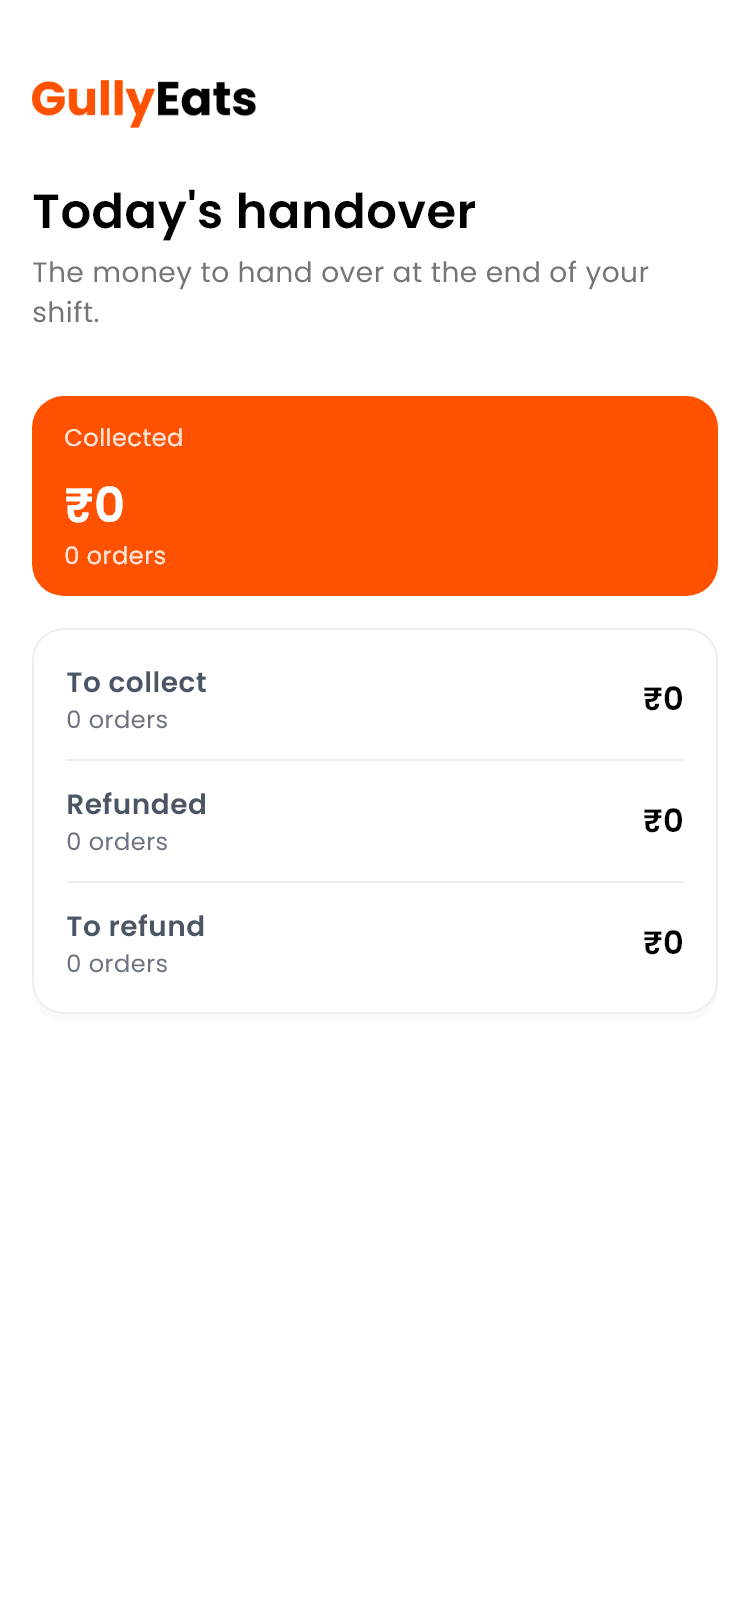 GullyEats
Today's handover
The money to hand over at the end of your
shift.
Collected
₹0
0 orders
To collect
0 orders
₹0
Refunded
0 orders
₹0
To refund
0 orders
₹0